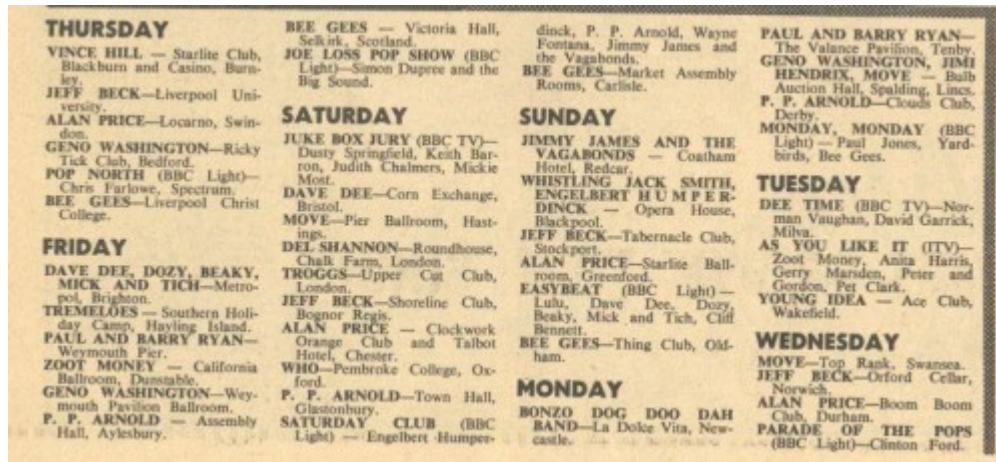 THURSDAY
VINCE HILL — Starlite Club,
Blackburn and Casino, Burn-
ley.
JEFF BECK—Liverpool Uni-
versity.
ALAN PRICE—Locarno, Swin-
don.
GENO WASHINGTON—Ricky
Tick Club, Bedford.
POP NORTH (BBC Light)—
Chris Farlowe, Spectrum.
BEE GEES—Liverpool Christ
College.
FRIDAY
DAVE DEE, DOZY, BEAKY,
MICK AND TICH—Metro-
pol, Brighton.
TREMELOES — Southern Holi-
day Camp, Hayling Island.
PAUL AND BARRY RYAN—
Weymouth Pier.
ZOOT MONEY — California
Ballroom, Dunstable.
GENO WASHINGTON—Wey-
mouth Pavilion Ballroom.
P. P. ARNOLD — Assembly
Hall, Aylesbury.
BEE GEES — Victoria Hall,
Selkirk, Scotland.
JOE LOSS POP SHOW (BBC
Light)—Simon Dupree and the
Big Sound.
SATURDAY
JUKE BOX JURY (BBC TV)—
Dusty Springfield, Keith Bar-
ron, Judith Chalmers, Mickie
Most.
DAVE DEE—Corn Exchange,
Bristol.
MOVE—Pier Ballroom, Hast-
ings.
DEL SHANNON—Roundhouse,
Chalk Farm, London.
TROGGS—Upper Cut Club,
London.
JEFF BECK—Shoreline Club,
Bognor Regis.
ALAN PRICE — Clockwork
Orange Club and Talbot
Hotel, Chester.
WHO—Pembroke College, Ox-
ford.
P. P. ARNOLD—Town Hall,
Glastonbury.
SATURDAY CLUB (BBC
Light) — Engelbert Humper-
dinck, P. P. Arnold, Wayne
Fontana, Jimmy James and
the Vagabonds.
BEE GEES—Market Assembly
Rooms, Carlisle.
SUNDAY
JIMMY JAMES AND THE
VAGABONDS — Coatham
Hotel, Redcar.
WHISTLING JACK SMITH,
ENGELBERT HUMPER-
DINCK — Opera House,
Blackpool.
JEFF BECK—Tabernacle Club,
Stockport.
ALAN PRICE—Starlite Ball-
room, Greenford.
EASYBEAT (BBC Light) —
Lulu, Dave Dee, Dozy,
Beaky, Mick and Tich, Cliff
Bennett.
BEE GEES—Thing Club, Old-
ham.
MONDAY
BONZO DOG DOO DAH
BAND—La Dolce Vita, New-
castle.
PAUL AND BARRY RYAN—
The Valance Pavilion, Tenby.
GENO WASHINGTON, JIMI
HENDRIX, MOVE — Bulb
Auction Hall, Spalding, Lincs.
P. P. ARNOLD—Clouds Club,
Derby.
MONDAY, MONDAY (BBC
Light) — Paul Jones, Yard-
birds, Bee Gees.
TUESDAY
DEE TIME (BBC TV)—Nor-
man Vaughan, David Garrick,
Milva.
AS YOU LIKE IT (ITV)—
Zoot Money, Anita Harris,
Gerry Marsden, Peter and
Gordon, Pet Clark.
YOUNG IDEA — Ace Club,
Wakefield.
WEDNESDAY
MOVE—Top Rank, Swansea.
JEFF BECK—Orford Cellar,
Norwich.
ALAN PRICE—Boom Boom
Club, Durham.
PARADE OF THE POPS
(BBC Light)—Clinton Ford.